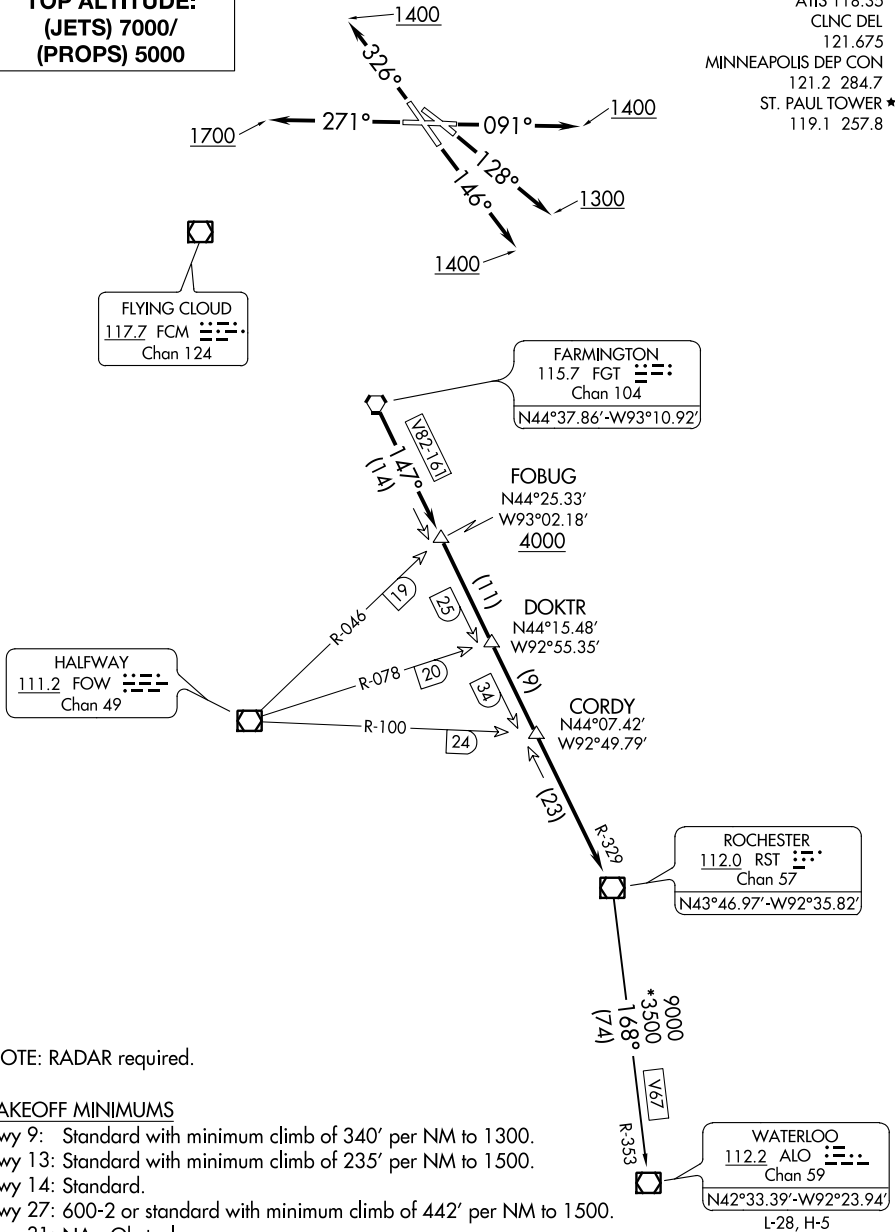 TOP ALTITUDE:
(JETS) 7000/
(PROPS) 5000
ATIS 118.35
CLNC DEL
121.675
MINNEAPOLIS DEP CON
121.2 284.7
ST. PAUL TOWER ★
119.1 257.8
1400
326°
1700
271°
091°
1400
128°
1300
146°
1400
FLYING CLOUD
117.7 FCM
Chan 124
FARMINGTON
115.7 FGT
Chan 104
N44°37.86'-W93°10.92'
V82-161
147°
(14)
FOBUG
N44°25.33'
W93°02.18'
4000
R-046
19
(11)
25
DOKTR
N44°15.48'
W92°55.35'
HALFWAY
111.2 FOW
Chan 49
R-078
20
(9)
34
CORDY
N44°07.42'
W92°49.79'
R-100
24
(23)
R-329
ROCHESTER
112.0 RST
Chan 57
N43°46.97'-W92°35.82'
9000
*3500
168°
(74)
V67
R-353
WATERLOO
112.2 ALO
Chan 59
N42°33.39'-W92°23.94'
L-28, H-5
OTE: RADAR required.
AKEOFF MINIMUMS
wy 9: Standard with minimum climb of 340' per NM to 1300.
wy 13: Standard with minimum climb of 235' per NM to 1500.
wy 14: Standard.
wy 27: 600-2 or standard with minimum climb of 442' per NM to 1500.